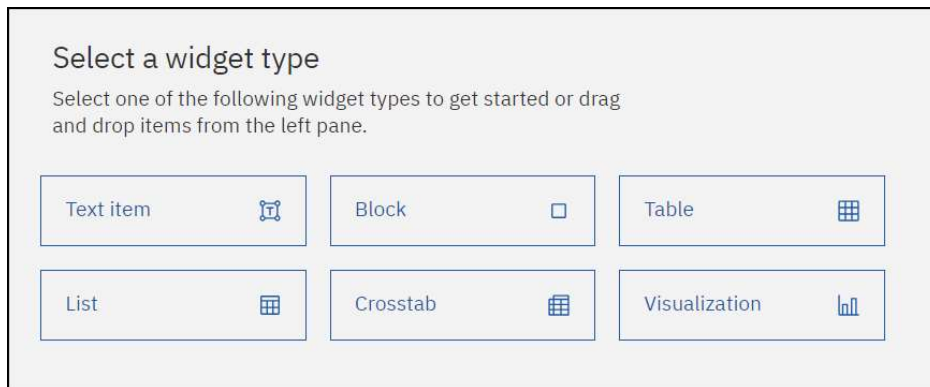 Select a widget type
Select one of the following widget types to get started or drag
and drop items from the left pane.
Text item
Block
Table
List
Crosstab
Visualization